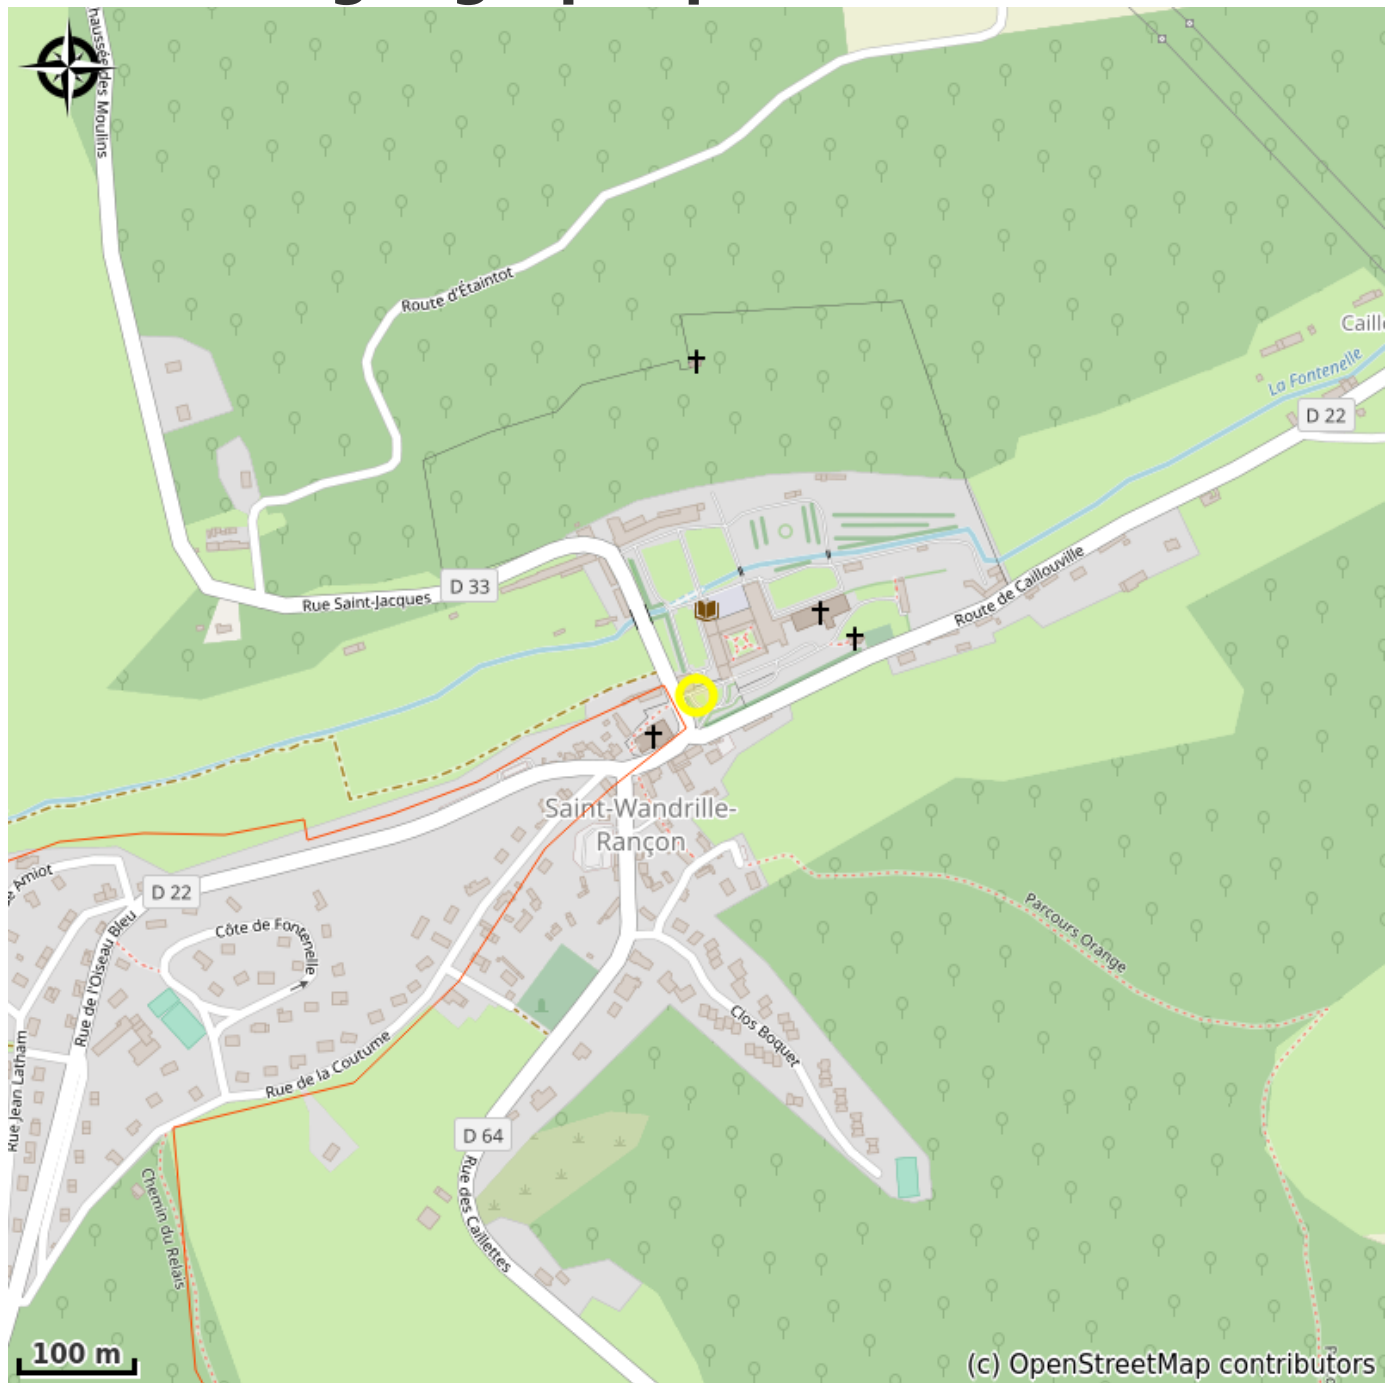 haussée des Moulins
Route d'Étaintot
Caill
La Fontenelle
D 22
Route de Caillouville
D 33
Rue Saint-Jacques
Saint-Wandrille-
Rançon
Amiot
D 22
Côte de Fontenelle
Rue de l'Oiseau Bleu
Parcours Orange
Clos Boquet
Rue Jean Latham
Rue de la Coutume
D 64
Chemin du Relais
Rue des Caillettes
100 m
(c) OpenStreetMap contributors